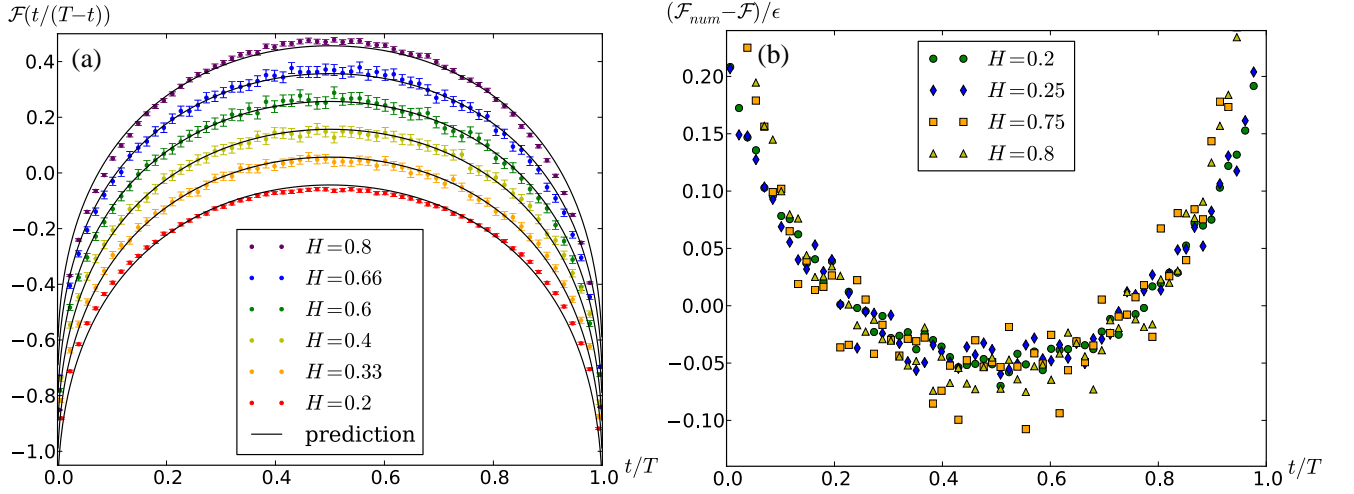 ℱ(t/(T−t))
(a)
0.4
0.2
0.0
−0.2
−0.4
−0.6
−0.8
−1.0
H=0.8
H=0.66
H=0.6
H=0.4
H=0.33
H=0.2
prediction
0.0 0.2 0.4 0.6 0.8 1.0
t/T
(ℱnum−ℱ)/ϵ
(b)
0.20
0.15
0.10
0.05
0.00
−0.05
−0.10
H=0.2
H=0.25
H=0.75
H=0.8
0.0 0.2 0.4 0.6 0.8 1.0
t/T